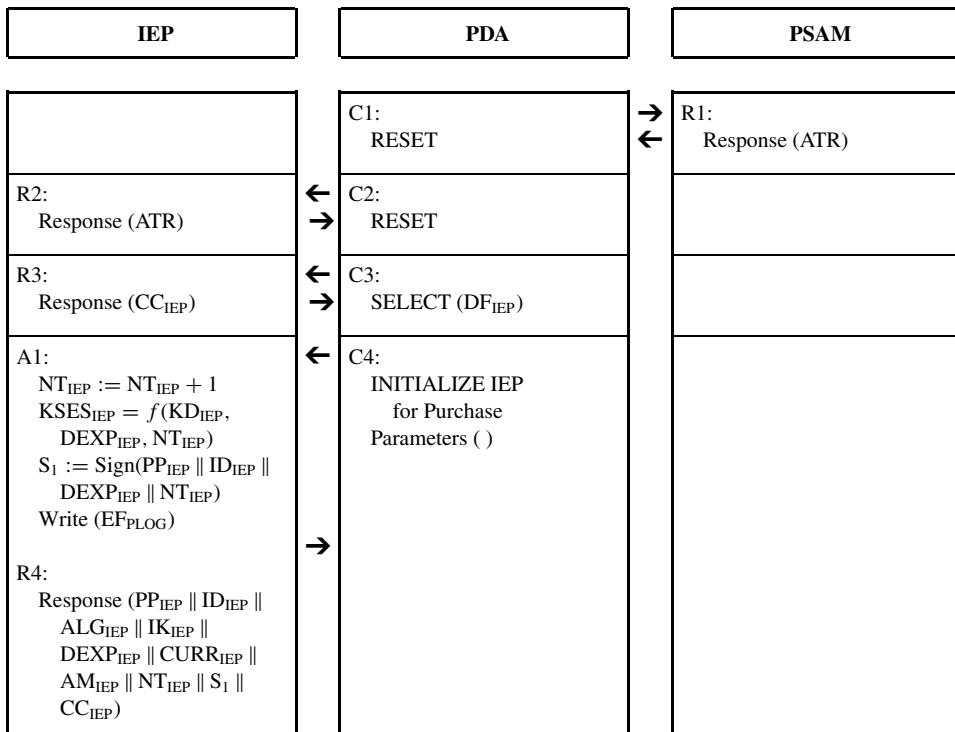 IEP
PDA
PSAM
C1:
RESET
R1:
Response (ATR)
R2:
Response (ATR)
C2:
RESET
R3:
Response (CC_IEP)
C3:
SELECT (DF_IEP)
A1:
NT_IEP := NT_IEP + 1
KSES_IEP = f(KD_IEP,
DEXP_IEP, NT_IEP)
S_1 := Sign(PP_IEP || ID_IEP ||
DEXP_IEP || NT_IEP)
Write (EF_PLOG)
R4:
Response (PP_IEP || ID_IEP ||
ALG_IEP || IK_IEP ||
DEXP_IEP || CURR_IEP ||
AM_IEP || NT_IEP || S_1 ||
CC_IEP)
C4:
INITIALIZE IEP
for Purchase
Parameters ( )